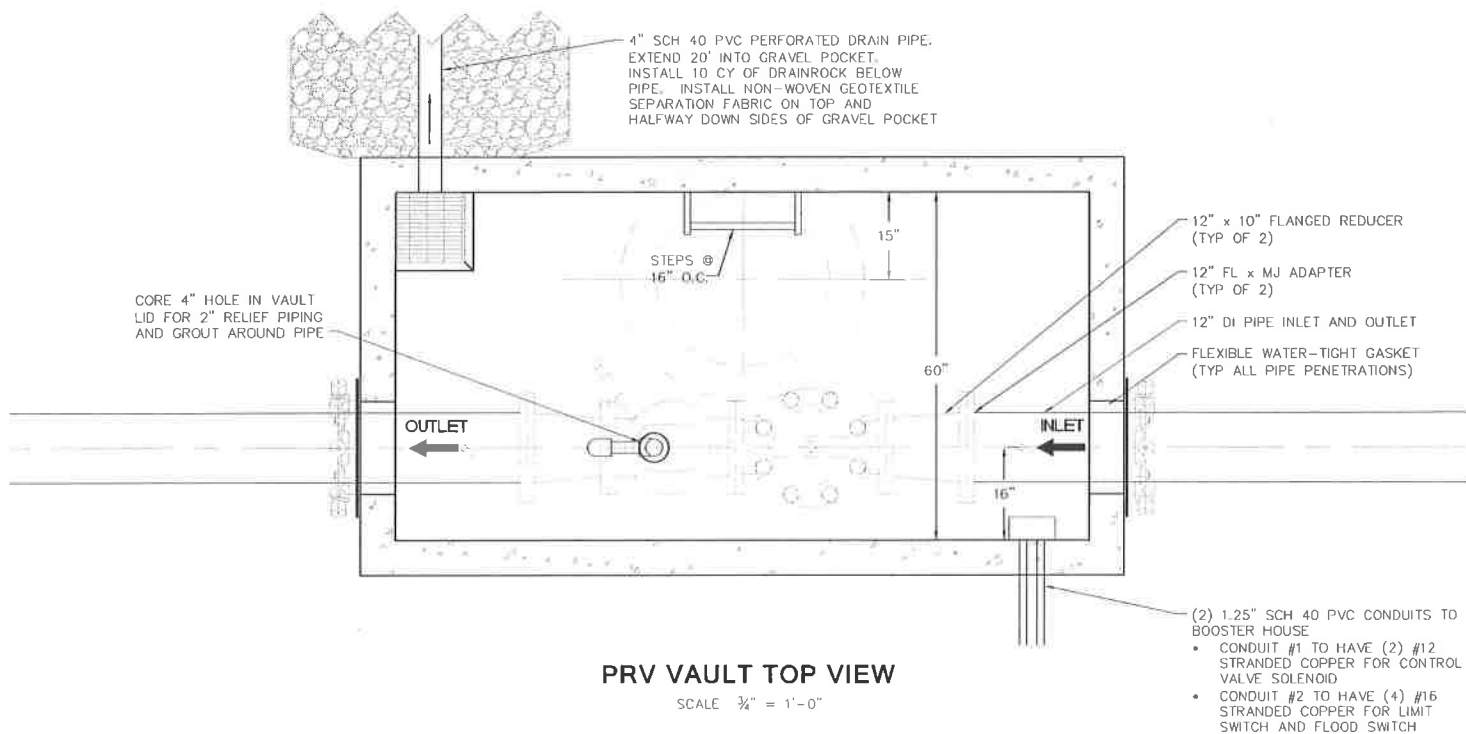 4" SCH 40 PVC PERFORATED DRAIN PIPE.
EXTEND 20' INTO GRAVEL POCKET.
INSTALL 10 CY OF DRAINROCK BELOW
PIPE. INSTALL NON-WOVEN GEOTEXTILE
SEPARATION FABRIC ON TOP AND
HALFWAY DOWN SIDES OF GRAVEL POCKET
15"
STEPS @
16" O.C.
12" x 10" FLANGED REDUCER
(TYP OF 2)
12" FL x MJ ADAPTER
(TYP OF 2)
12" DI PIPE INLET AND OUTLET
FLEXIBLE WATER-TIGHT GASKET
(TYP ALL PIPE PENETRATIONS)
CORE 4" HOLE IN VAULT
LID FOR 2" RELIEF PIPING
AND GROUT AROUND PIPE
60"
OUTLET
INLET
16"
(2) 1.25" SCH 40 PVC CONDUITS TO
BOOSTER HOUSE
• CONDUIT #1 TO HAVE (2) #12
STRANDED COPPER FOR CONTROL
VALVE SOLENOID
• CONDUIT #2 TO HAVE (4) #16
STRANDED COPPER FOR LIMIT
SWITCH AND FLOOD SWITCH
PRV VAULT TOP VIEW
SCALE ¾" = 1'-0"